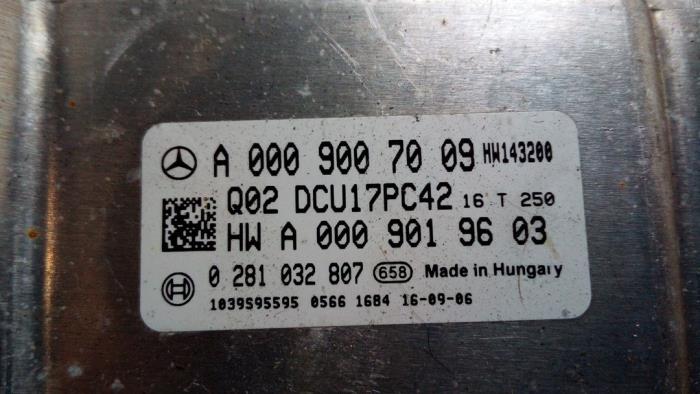 A 000 900 70 09 HW143200
Q02 DCU17PC42 16 T 250
HW A 000 901 96 03
0 281 032 807 658 Made in Hungary
1039S95595 0566 1684 16-09-06